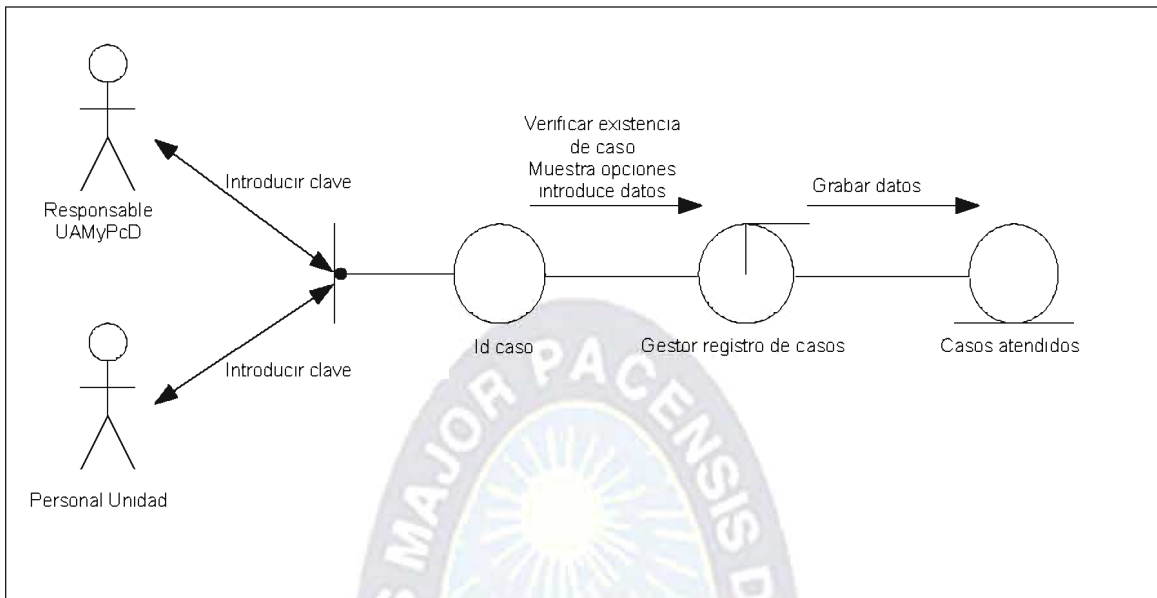 Verificar existencia
de caso
Muestra opciones
introduce datos
Grabar datos
Introducir clave
Responsable
UAMyPcD
Id caso
Gestor registro de casos
Casos atendidos
Introducir clave
Personal Unidad
S MAJOR PACENSIS D